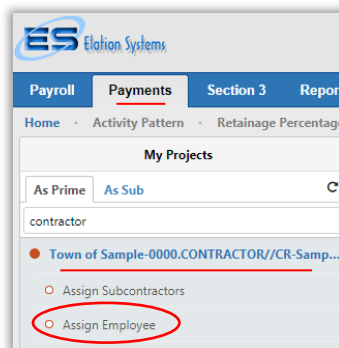 ES Elation Systems
Payroll Payments Section 3 Repor
Home · Activity Pattern · Retainage Percentag
My Projects
As Prime As Sub
contractor
Town of Sample-0000.CONTRACTOR//CR-Samp...
Assign Subcontractors
Assign Employee